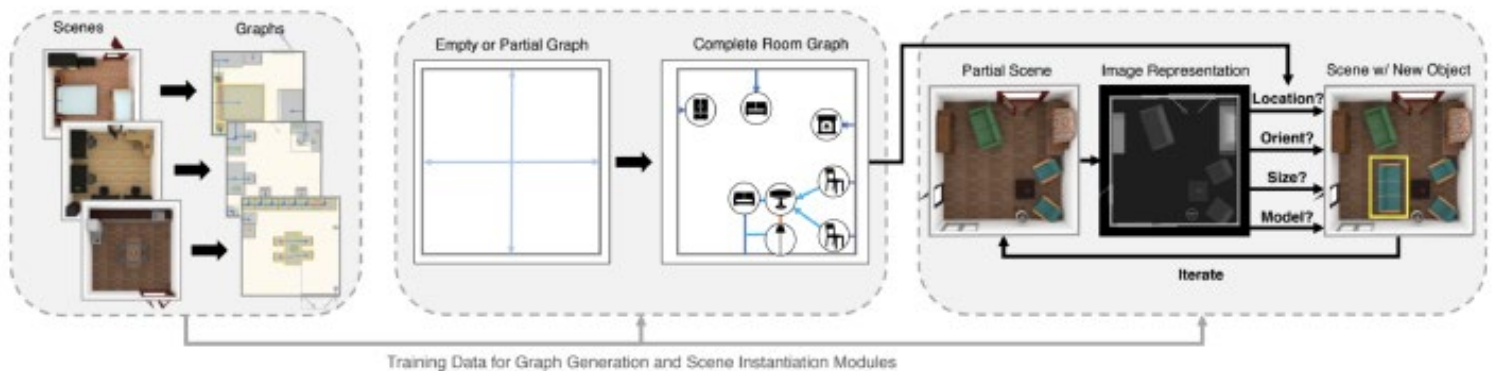 Scenes
Graphs
Empty or Partial Graph
Complete Room Graph
Partial Scene
Image Representation
Scene w/ New Object
Location?
Orient?
Size?
Model?
Iterate
Training Data for Graph Generation and Scene Instantiation Modules